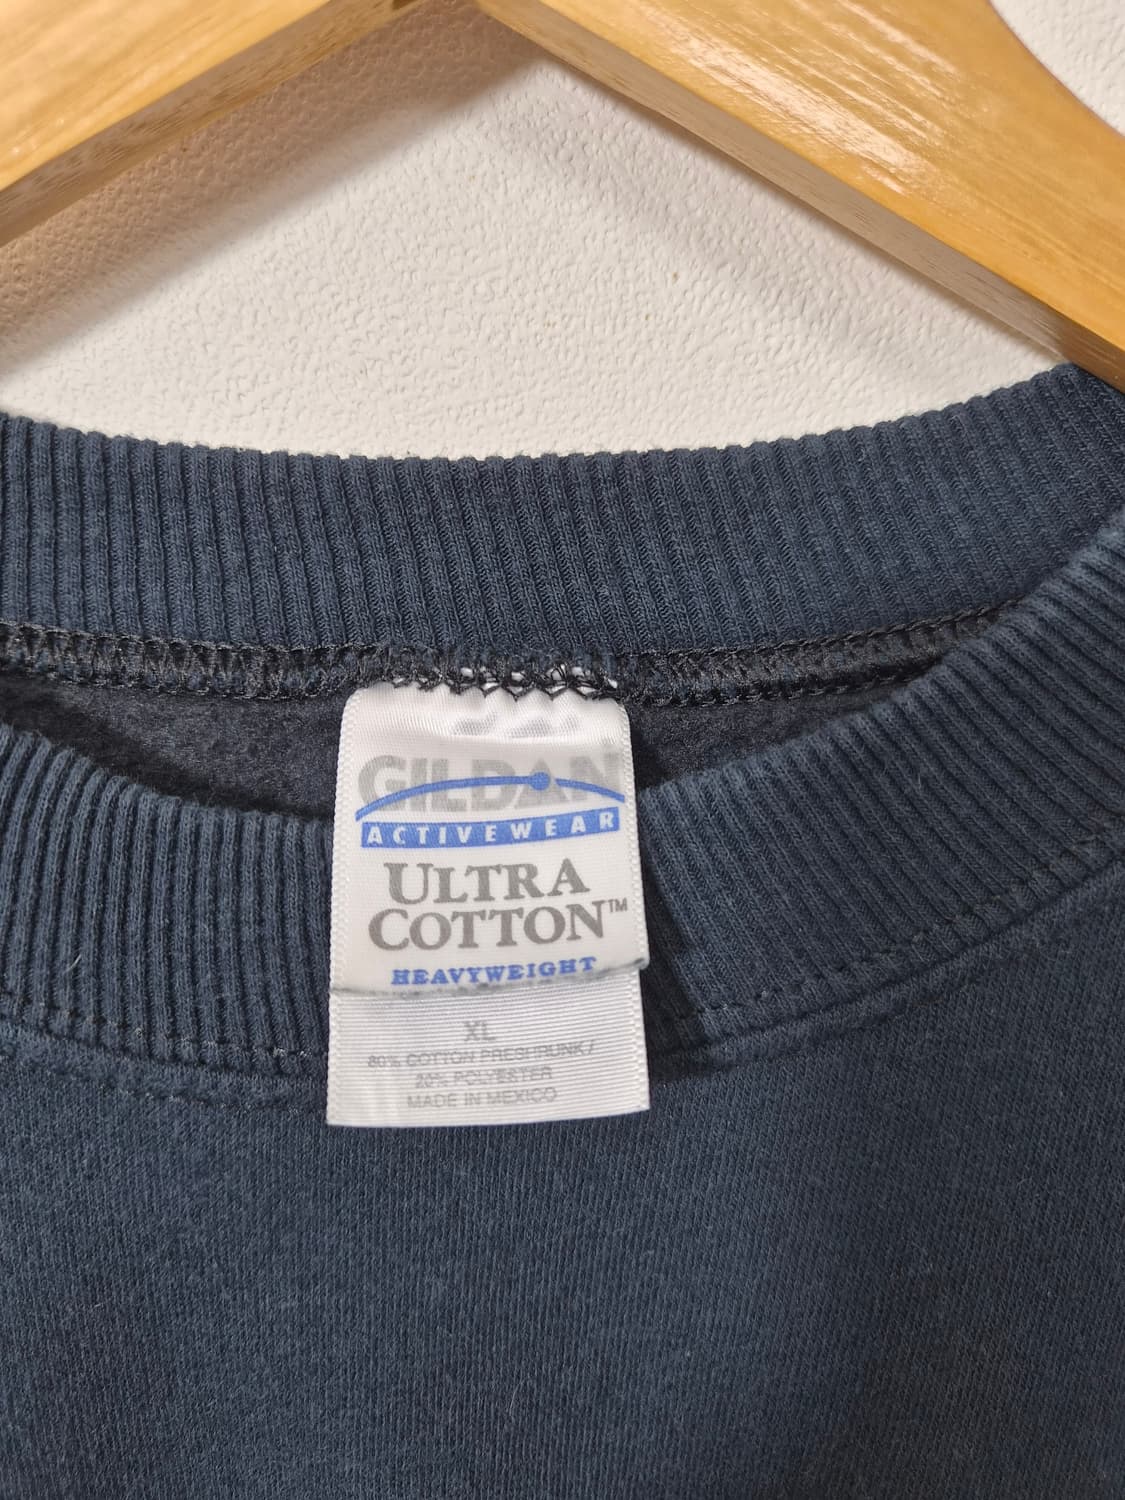 GILDAN
ACTIVEWEAR
ULTRA
COTTON™
HEAVYWEIGHT
XL
80% COTTON PRESHRUNK/
20% POLYESTER
MADE IN MEXICO